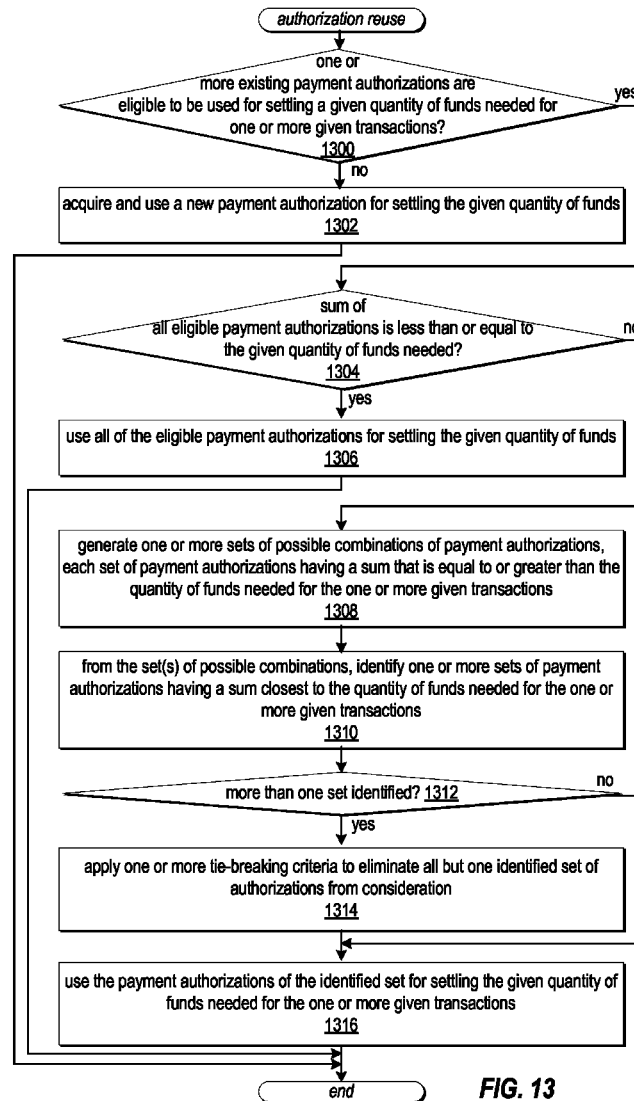 authorization reuse
one or
more existing payment authorizations are
eligible to be used for settling a given quantity of funds needed for
one or more given transactions?
1300
yes
no
acquire and use a new payment authorization for settling the given quantity of funds
1302
sum of
all eligible payment authorizations is less than or equal to
the given quantity of funds needed?
1304
no
yes
use all of the eligible payment authorizations for settling the given quantity of funds
1306
generate one or more sets of possible combinations of payment authorizations,
each set of payment authorizations having a sum that is equal to or greater than the
quantity of funds needed for the one or more given transactions
1308
from the set(s) of possible combinations, identify one or more sets of payment
authorizations having a sum closest to the quantity of funds needed for the one or
more given transactions
1310
more than one set identified? 1312
no
yes
apply one or more tie-breaking criteria to eliminate all but one identified set of
authorizations from consideration
1314
use the payment authorizations of the identified set for settling the given quantity of
funds needed for the one or more given transactions
1316
end
FIG. 13